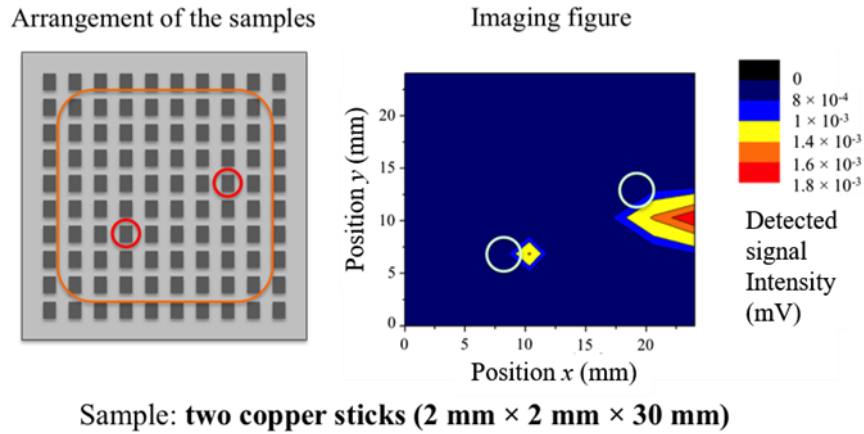 Arrangement of the samples
Imaging figure
0
8 × 10⁻⁴
1 × 10⁻³
1.4 × 10⁻³
1.6 × 10⁻³
1.8 × 10⁻³
Detected
signal
Intensity
(mV)
Position y (mm)
20
15
10
5
0
0 5 10 15 20
Position x (mm)
Sample: two copper sticks (2 mm × 2 mm × 30 mm)